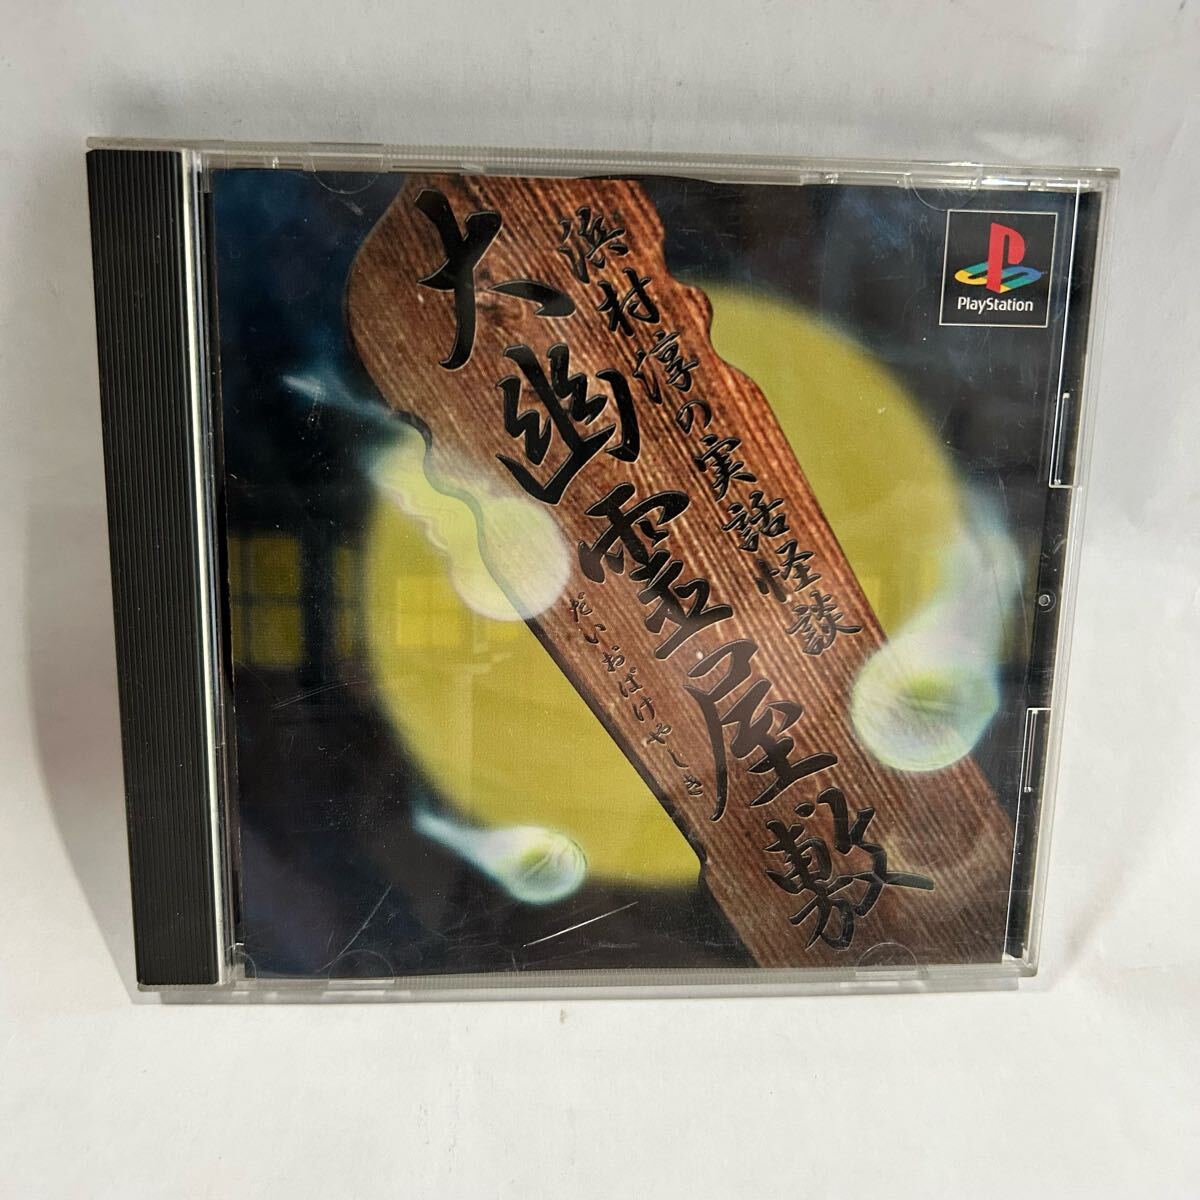 浜村淳の実話怪談
大幽霊屋敷
だいおばけやしき
PlayStation